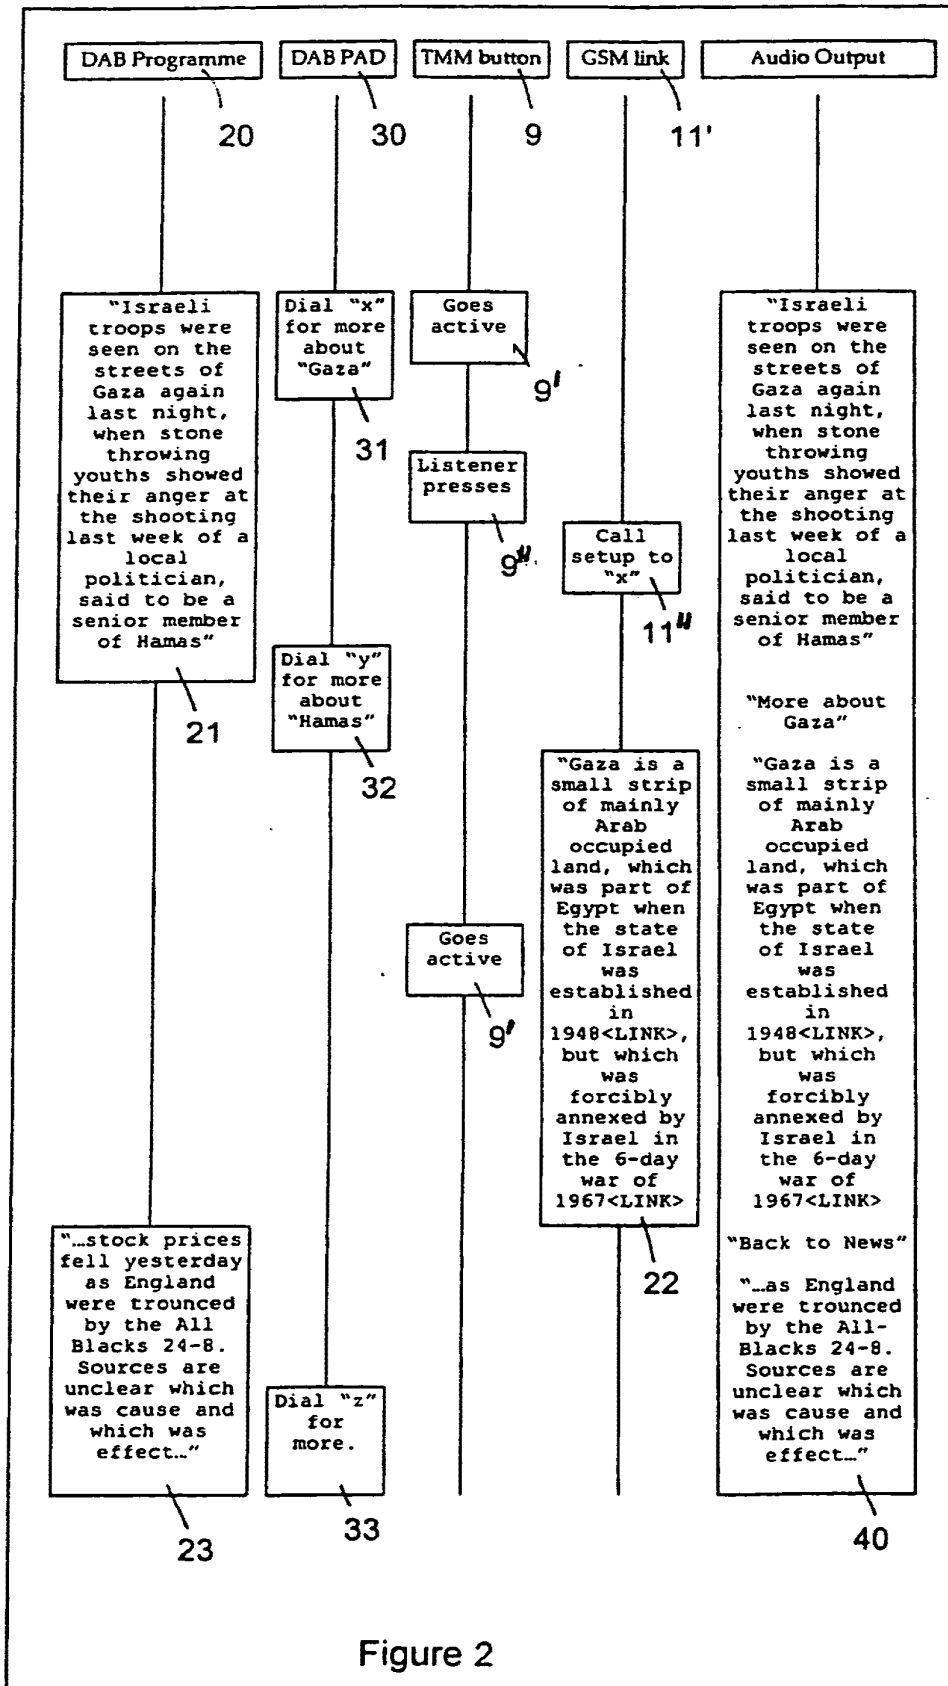 DAB Programme
DAB PAD
TMM button
GSM link
Audio Output
20
30
9
11'
"Israeli
troops were
seen on the
streets of
Gaza again
last night,
when stone
throwing
youths showed
their anger at
the shooting
last week of a
local
politician,
said to be a
senior member
of Hamas"
21
"…stock prices
fell yesterday
as England
were trounced
by the All
Blacks 24-8.
Sources are
unclear which
was cause and
which was
effect…"
23
Dial "x"
for more
about
"Gaza"
31
Dial "y"
for more
about
"Hamas"
32
Dial "z"
for
more.
33
Goes
active
9'
Listener
presses
9"
Goes
active
9'
Call
setup to
"x"
11"
"Gaza is a
small strip
of mainly
Arab
occupied
land, which
was part of
Egypt when
the state
of Israel
was
established
in
1948<LINK>,
but which
was
forcibly
annexed by
Israel in
the 6-day
war of
1967<LINK>
22
"Israeli
troops were
seen on the
streets of
Gaza again
last night,
when stone
throwing
youths showed
their anger at
the shooting
last week of a
local
politician,
said to be a
senior member
of Hamas"
"More about
Gaza"
"Gaza is a
small strip
of mainly
Arab
occupied
land, which
was part of
Egypt when
the state
of Israel
was
established
in
1948<LINK>,
but which
was
forcibly
annexed by
Israel in
the 6-day
war of
1967<LINK>
"Back to News"
"…as England
were trounced
by the All-
Blacks 24-8.
Sources are
unclear which
was cause and
which was
effect…"
40
Figure 2